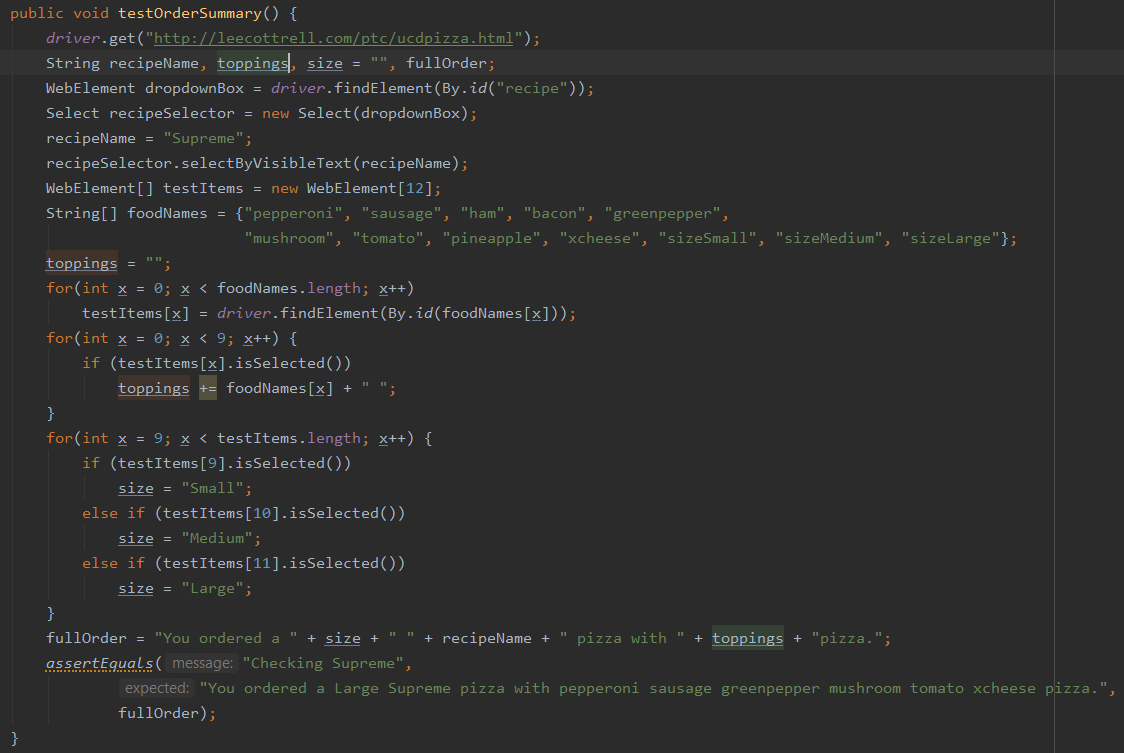 public void testOrderSummary() {
    driver.get("http://leecottrell.com/ptc/ucdpizza.html");
    String recipeName, toppings, size = "", fullOrder;
    WebElement dropdownBox = driver.findElement(By.id("recipe"));
    Select recipeSelector = new Select(dropdownBox);
    recipeName = "Supreme";
    recipeSelector.selectByVisibleText(recipeName);
    WebElement[] testItems = new WebElement[12];
    String[] foodNames = {"pepperoni", "sausage", "ham", "bacon", "greenpepper",
                          "mushroom", "tomato", "pineapple", "xcheese", "sizeSmall", "sizeMedium", "sizeLarge"};
    toppings = "";
    for(int x = 0; x < foodNames.length; x++)
        testItems[x] = driver.findElement(By.id(foodNames[x]));
    for(int x = 0; x < 9; x++) {
        if (testItems[x].isSelected())
            toppings += foodNames[x] + " ";
    }
    for(int x = 9; x < testItems.length; x++) {
        if (testItems[9].isSelected())
            size = "Small";
        else if (testItems[10].isSelected())
            size = "Medium";
        else if (testItems[11].isSelected())
            size = "Large";
    }
    fullOrder = "You ordered a " + size + " " + recipeName + " pizza with " + toppings + "pizza.";
    assertEquals( message: "Checking Supreme",
            expected: "You ordered a Large Supreme pizza with pepperoni sausage greenpepper mushroom tomato xcheese pizza.",
            fullOrder);
}